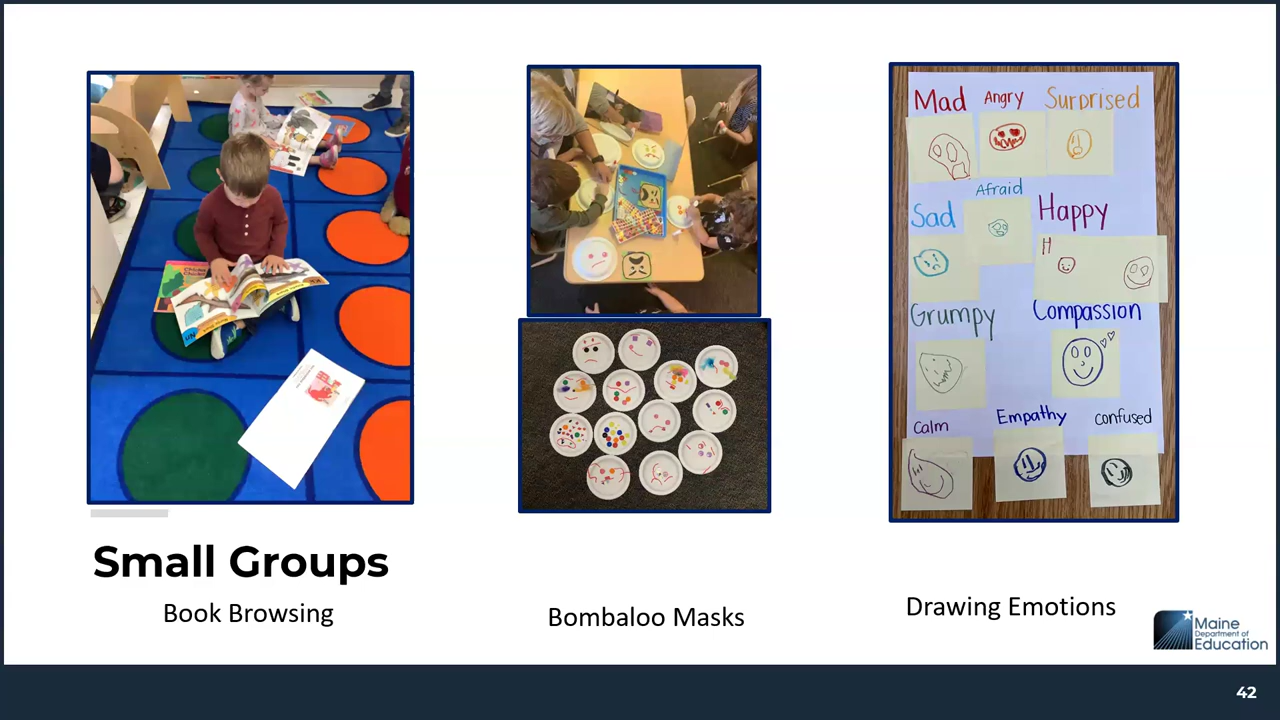 Mad Angry Surprised
Afraid
Sad Happy
H
Grumpy Compassion
Calm Empathy confused
Small Groups
Book Browsing
Bombaloo Masks
Drawing Emotions
Maine
Department of
Education
42